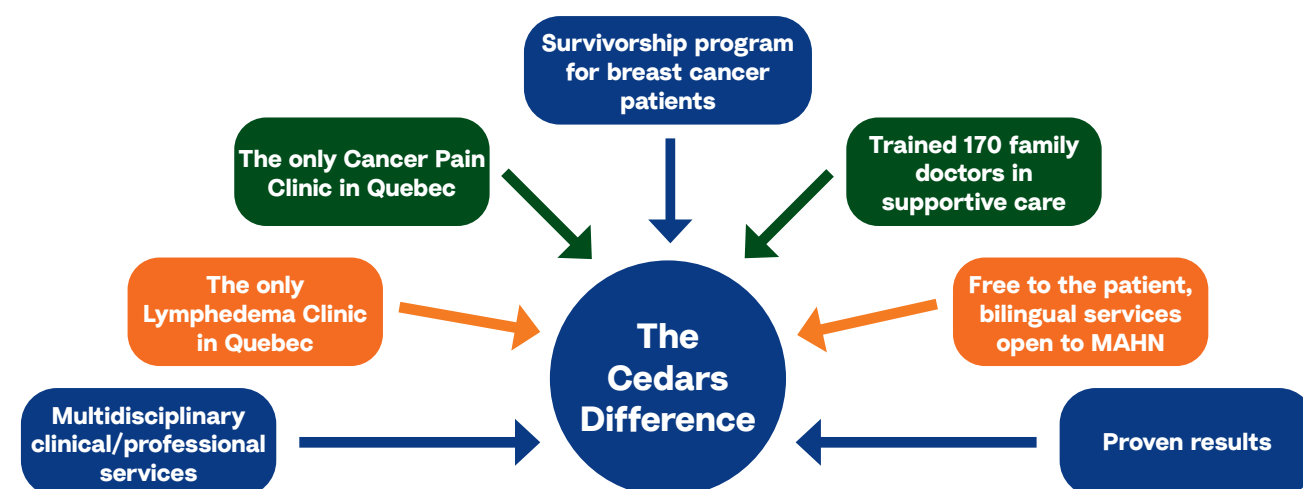 Survivorship program
for breast cancer
patients
The only Cancer Pain
Clinic in Quebec
Trained 170 family
doctors in
supportive care
The only
Lymphedema Clinic
in Quebec
Free to the patient,
bilingual services
open to MAHN
The
Cedars
Difference
Multidisciplinary
clinical/professional
services
Proven results